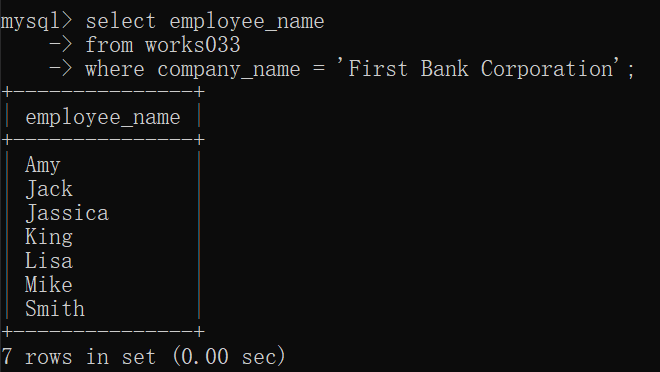 mysql> select employee_name
    -> from works033
    -> where company_name = 'First Bank Corporation';
+---------------+
| employee_name |
+---------------+
| Amy           |
| Jack          |
| Jassica       |
| King          |
| Lisa          |
| Mike          |
| Smith         |
+---------------+
7 rows in set (0.00 sec)